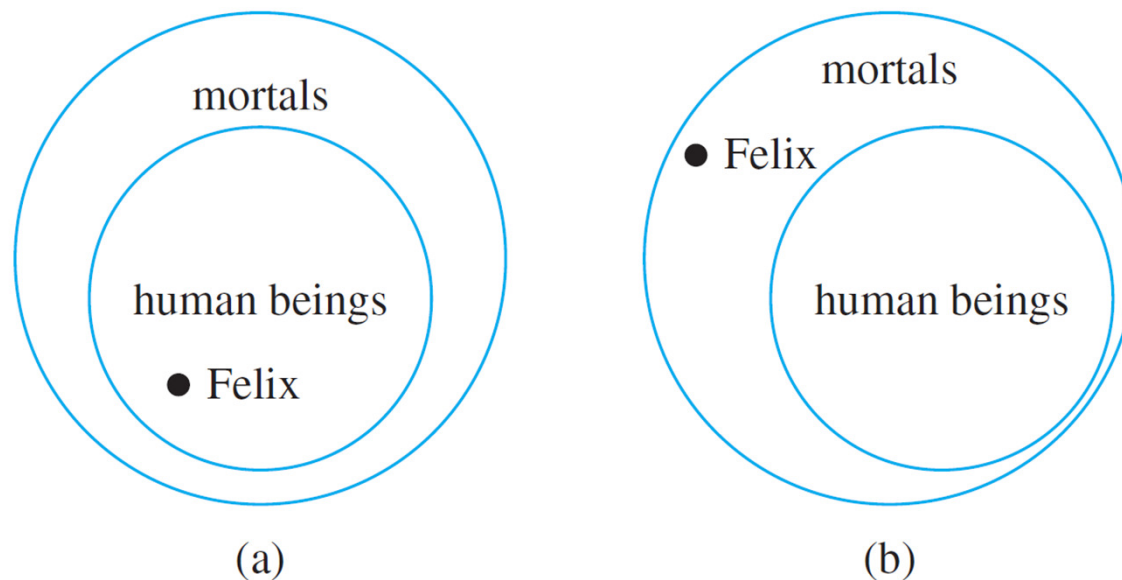 mortals
human beings
Felix
(a)
mortals
Felix
human beings
(b)